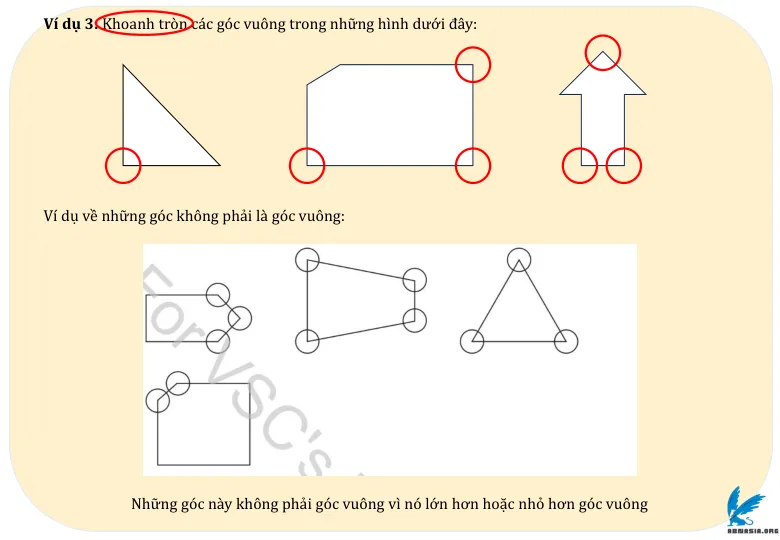 Ví dụ 3: Khoanh tròn các góc vuông trong những hình dưới đây:
Ví dụ về những góc không phải là góc vuông:
For VSC's
Những góc này không phải góc vuông vì nó lớn hơn hoặc nhỏ hơn góc vuông
ABMASIA.ORG